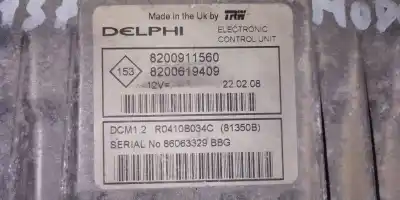 Made in the Uk by TRW
DELPHI
ELECTRONIC
CONTROL UNIT
153
8200911560
8200619409
12V=
22.02.08
DCM1.2 R04108034C (81350B)
SERIAL No 86063329 BBG